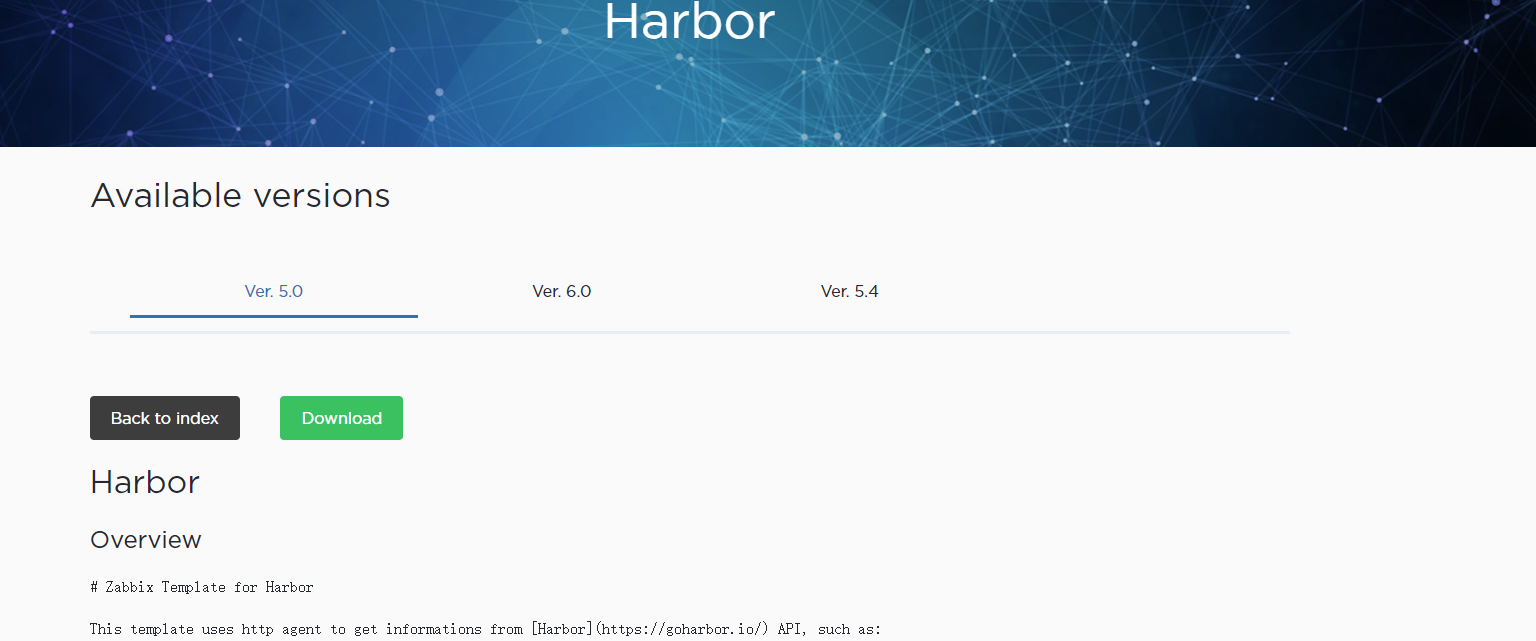 Harbor
Available versions
Ver. 5.0
Ver. 6.0
Ver. 5.4
Back to index
Download
Harbor
Overview
# Zabbix Template for Harbor
This template uses http agent to get informations from [Harbor](https://goharbor.io/) API, such as: